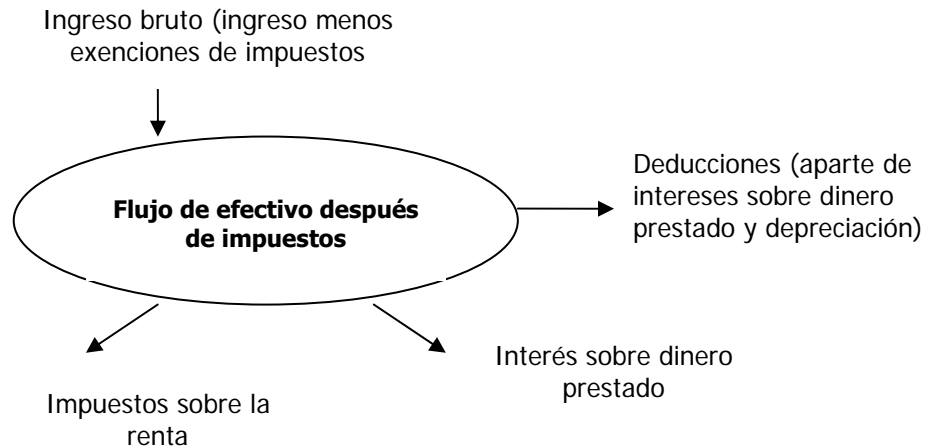 Ingreso bruto (ingreso menos
exenciones de impuestos
Flujo de efectivo después
de impuestos
Deducciones (aparte de
intereses sobre dinero
prestado y depreciación)
Interés sobre dinero
prestado
Impuestos sobre la
renta